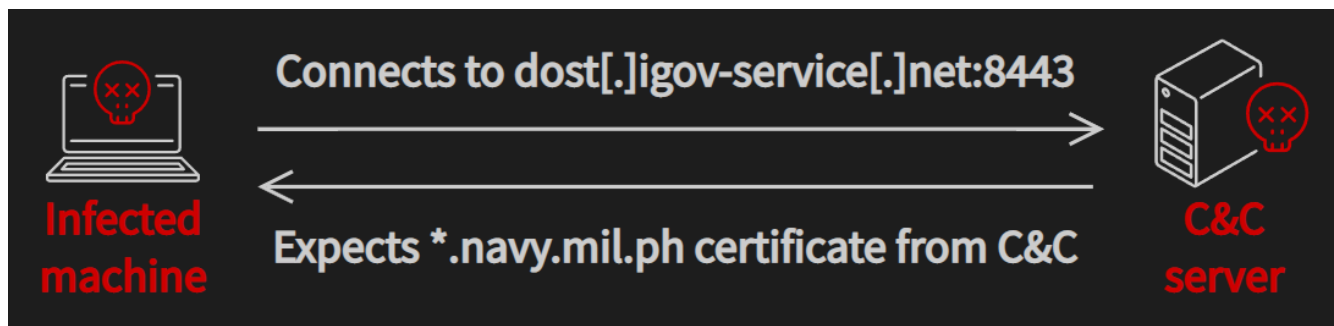 Connects to dost[.]igov-service[.]net:8443
Expects *.navy.mil.ph certificate from C&C
Infected
machine
C&C
server